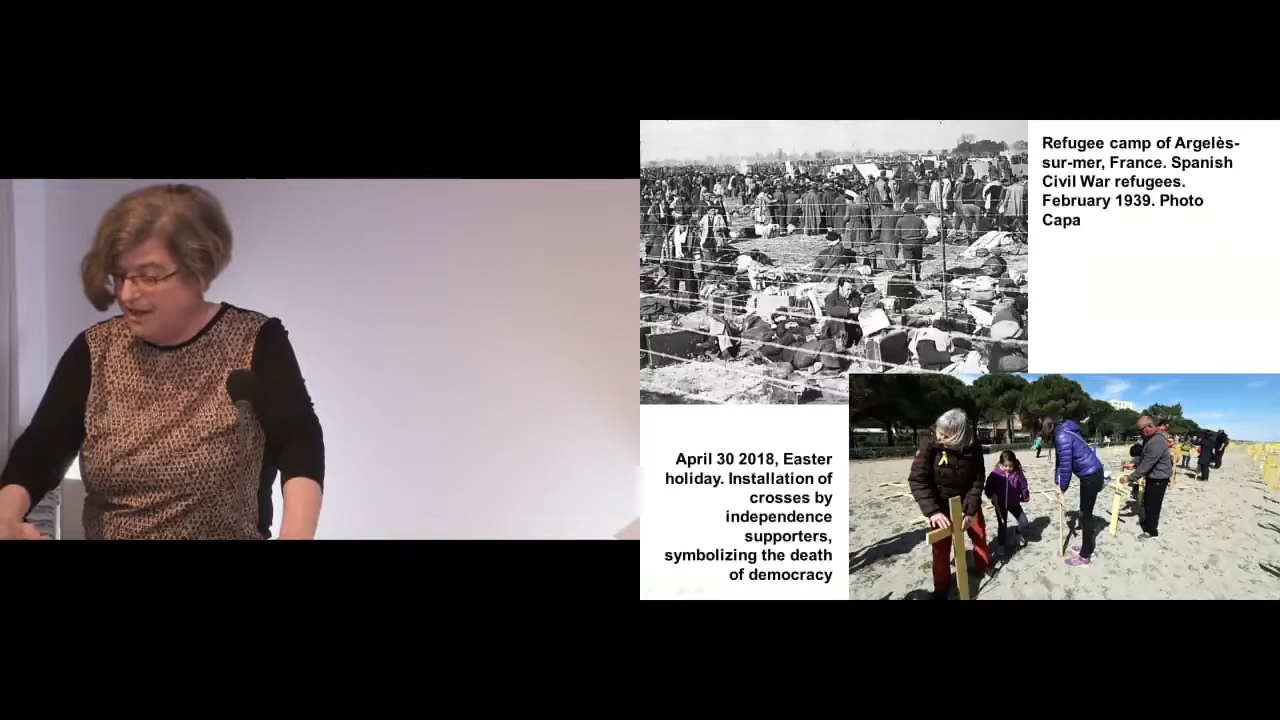 Refugee camp of Argelès-
sur-mer, France. Spanish
Civil War refugees.
February 1939. Photo
Capa
April 30 2018, Easter
holiday. Installation of
crosses by
independence
supporters,
symbolizing the death
of democracy